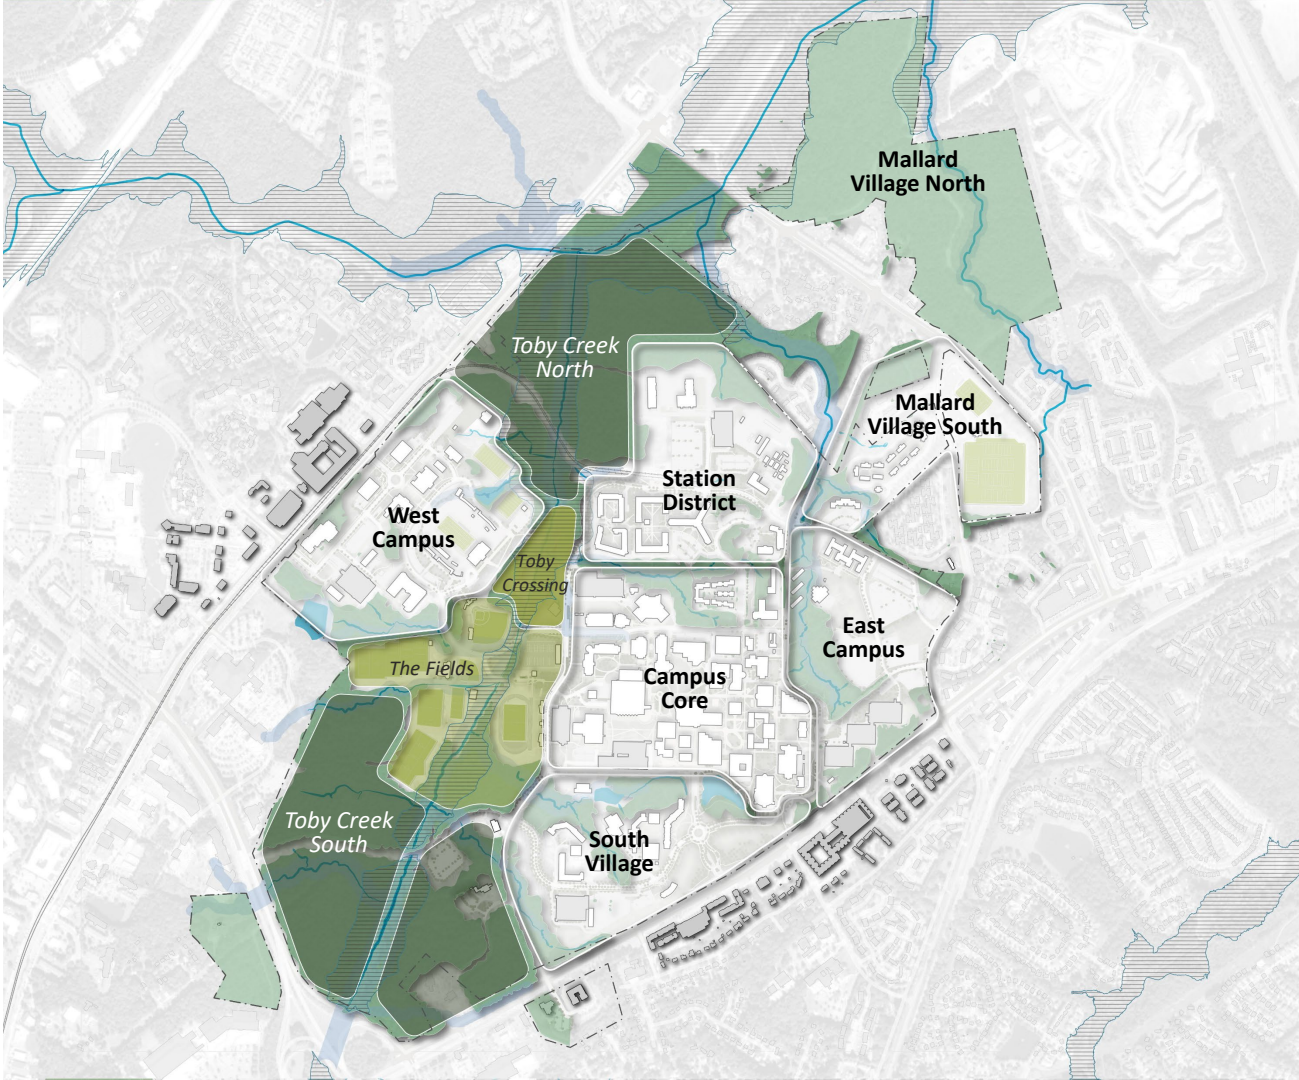 Mallard
Village North
Toby Creek
North
Mallard
Village South
Station
District
West
Campus
Toby
Crossing
East
Campus
The Fields
Campus
Core
Toby Creek
South
South
Village